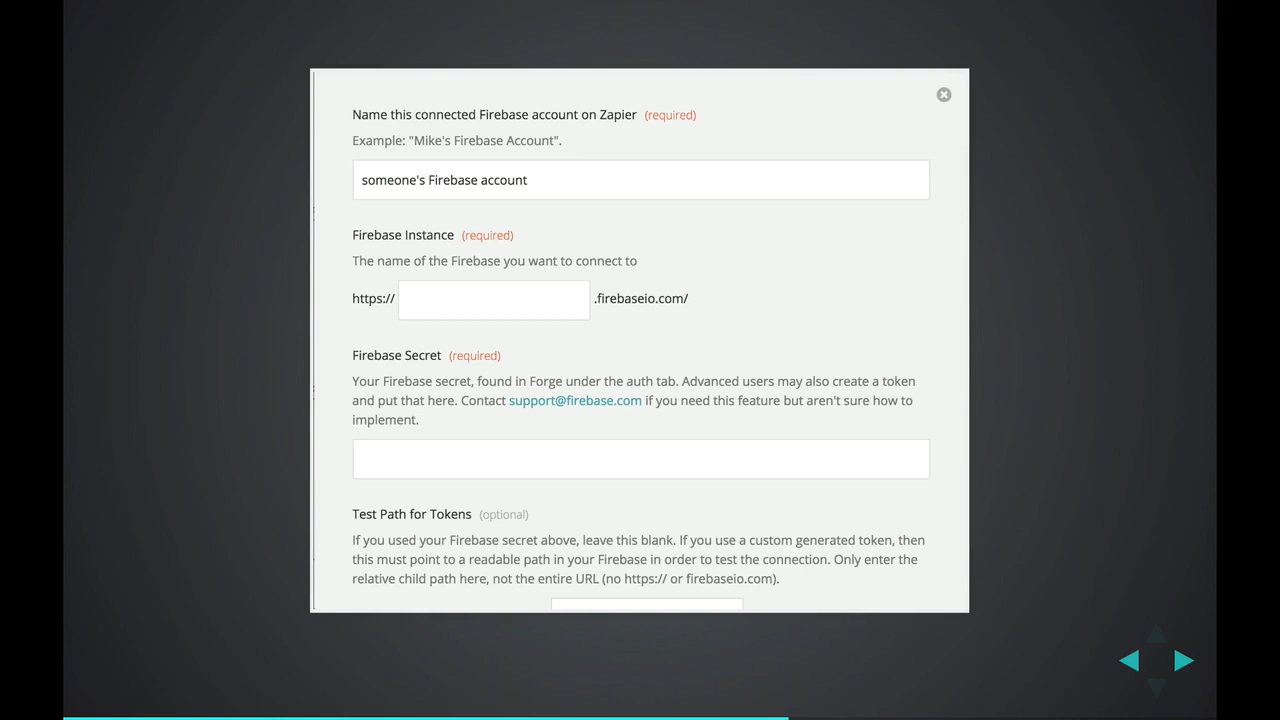 Name this connected Firebase account on Zapier (required)
Example: "Mike's Firebase Account".
someone's Firebase account
Firebase Instance (required)
The name of the Firebase you want to connect to
https:// .firebaseio.com/
Firebase Secret (required)
Your Firebase secret, found in Forge under the auth tab. Advanced users may also create a token
and put that here. Contact support@firebase.com if you need this feature but aren't sure how to
implement.
Test Path for Tokens (optional)
If you used your Firebase secret above, leave this blank. If you use a custom generated token, then
this must point to a readable path in your Firebase in order to test the connection. Only enter the
relative child path here, not the entire URL (no https:// or firebaseio.com).